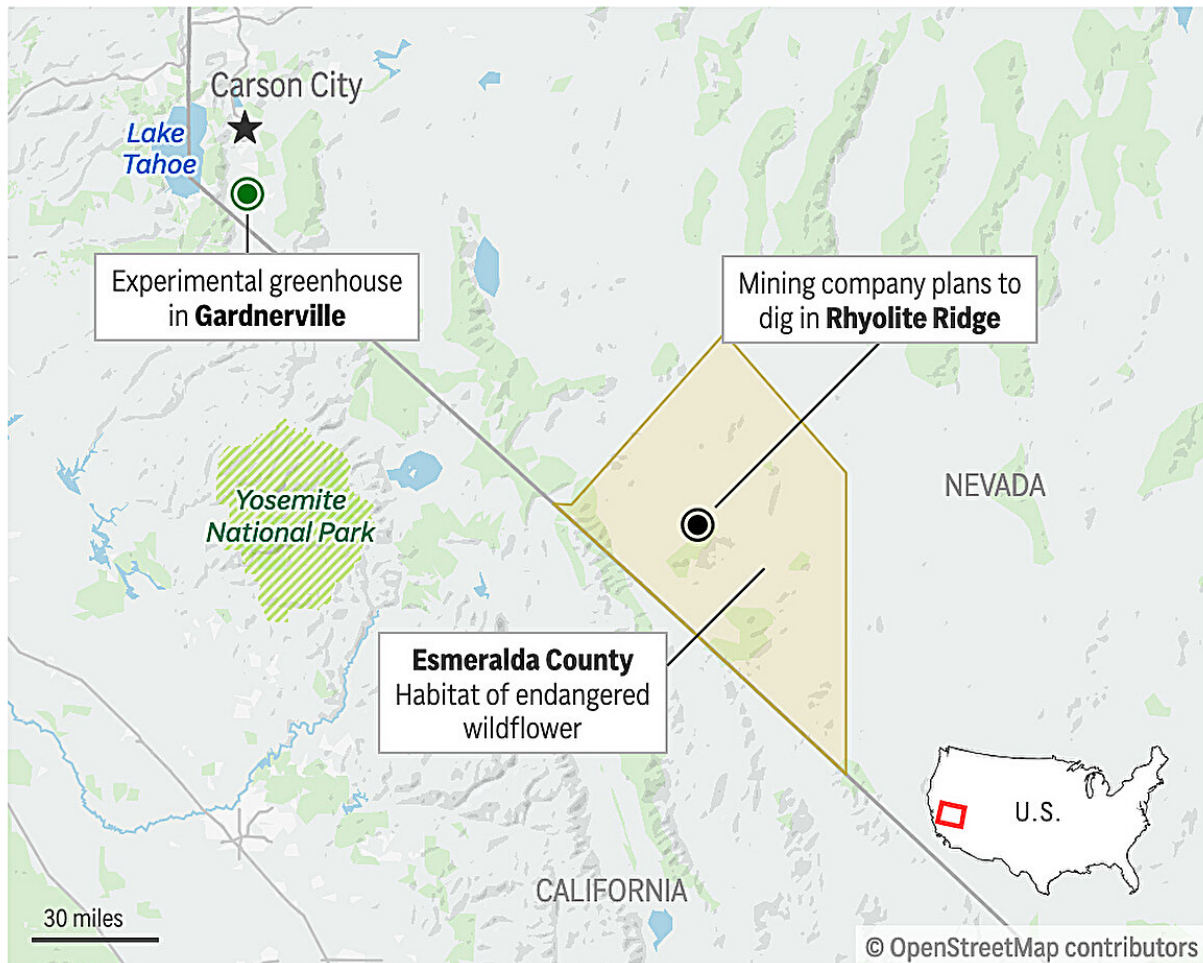 Carson City
Lake
Tahoe
Experimental greenhouse
in Gardnerville
Mining company plans to
dig in Rhyolite Ridge
NEVADA
Yosemite
National Park
Esmeralda County
Habitat of endangered
wildflower
U.S.
CALIFORNIA
30 miles
© OpenStreetMap contributors